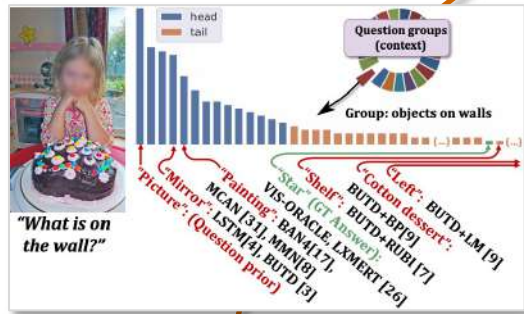 head
tail
Question groups
(context)
Group: objects on walls
(...)
(...)
"What is on
the wall?"
"Picture": (Question prior)
"Mirror": LSTM[4], BUTD [3]
"Painting":
MCAN [31], MMN[8]
VIS-ORACLE, LXMERT [26]
BAN4[17],
"Star" (GT Answer):
"Shelf":
BUTD+RUBI [7]
BUTD+BP[9]
"Cotton dessert":
"Left": BUTD+LM [9]